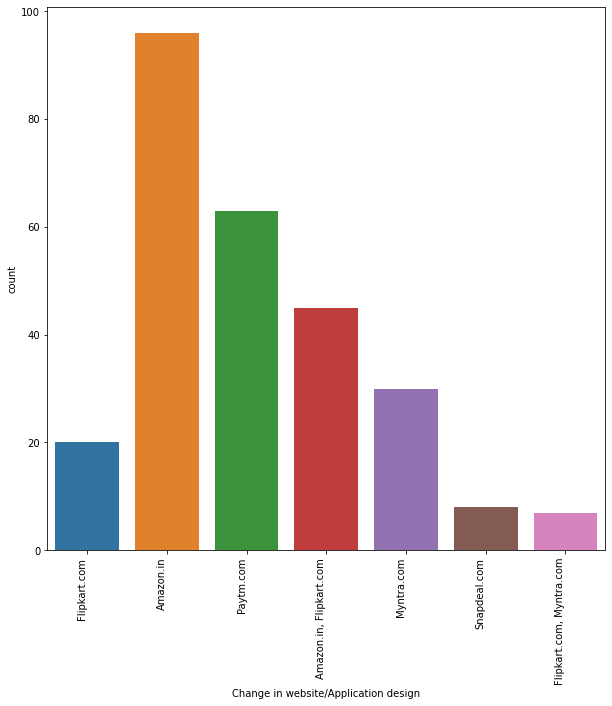 100
80
60
40
20
0
count
Flipkart.com
Amazon.in
Paytm.com
Amazon.in, Flipkart.com
Myntra.com
Snapdeal.com
Flipkart.com, Myntra.com
Change in website/Application design